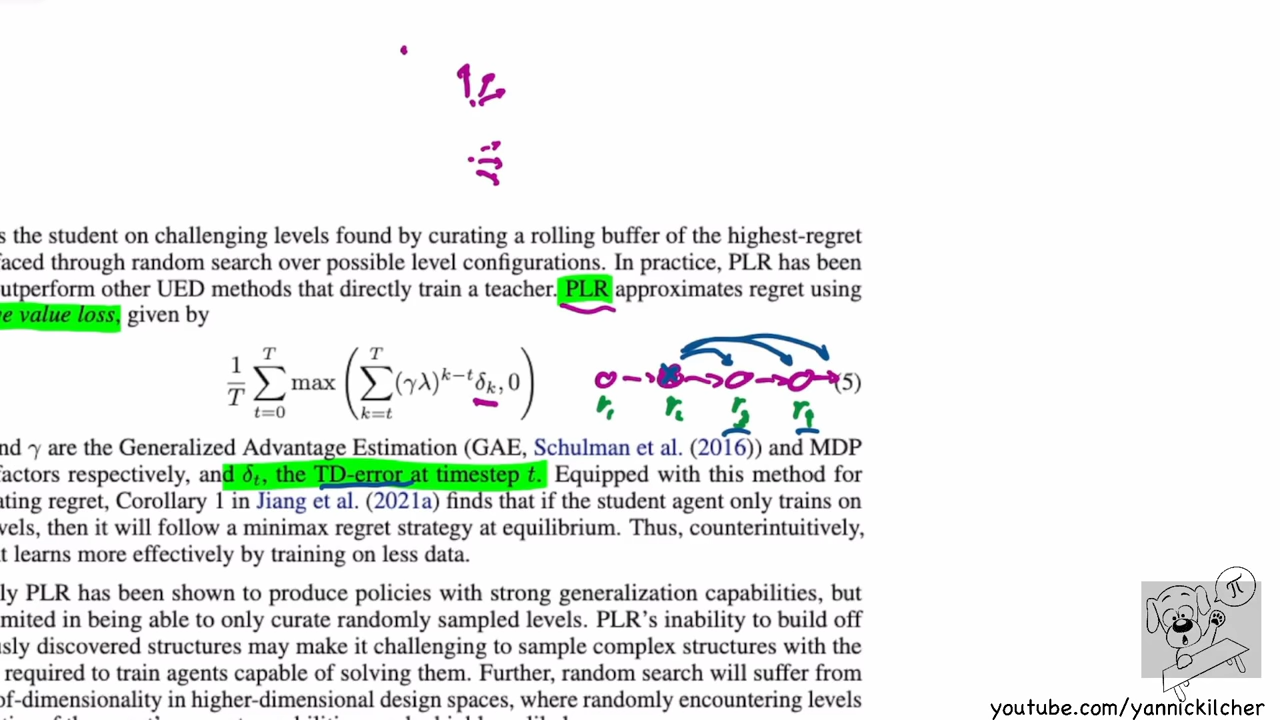 s the student on challenging levels found by curating a rolling buffer of the highest-regret
faced through random search over possible level configurations. In practice, PLR has been
utperform other UED methods that directly train a teacher. PLR approximates regret using
e value loss, given by
1/T ∑_{t=0}^{T} max ( ∑_{k=t}^{T} (γλ)^{k−t} δ_k, 0 ) (5)
r₁ r₂ r₃ r₄
nd γ are the Generalized Advantage Estimation (GAE, Schulman et al. (2016)) and MDP
actors respectively, and δ_t, the TD-error at timestep t. Equipped with this method for
ating regret, Corollary 1 in Jiang et al. (2021a) finds that if the student agent only trains on
vels, then it will follow a minimax regret strategy at equilibrium. Thus, counterintuitively,
t learns more effectively by training on less data.
ly PLR has been shown to produce policies with strong generalization capabilities, but
mited in being able to only curate randomly sampled levels. PLR's inability to build off
usly discovered structures may make it challenging to sample complex structures with the
required to train agents capable of solving them. Further, random search will suffer from
of-dimensionality in higher-dimensional design spaces, where randomly encountering levels
π
youtube.com/yannickilcher